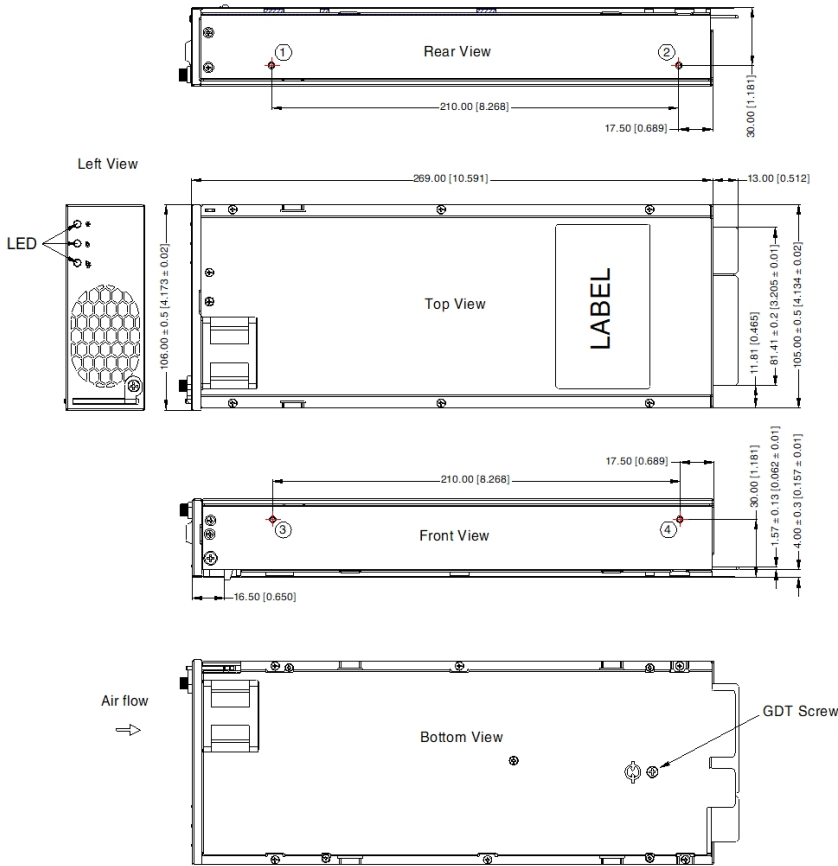 1
Rear View
2
210.00 [8.268]
17.50 [0.689]
30.00 [1.181]
Left View
269.00 [10.591]
13.00 [0.512]
LED
106.00 ± 0.5 [4.173 ± 0.02]
Top View
LABEL
11.81 [0.465]
81.41 ± 0.2 [3.205 ± 0.01]
105.00 ± 0.5 [4.134 ± 0.02]
17.50 [0.689]
210.00 [8.268]
30.00 [1.181]
1.57 ± 0.13 [0.062 ± 0.01]
4.00 ± 0.3 [0.157 ± 0.01]
3
Front View
4
16.50 [0.650]
Air flow
Bottom View
GDT Screw